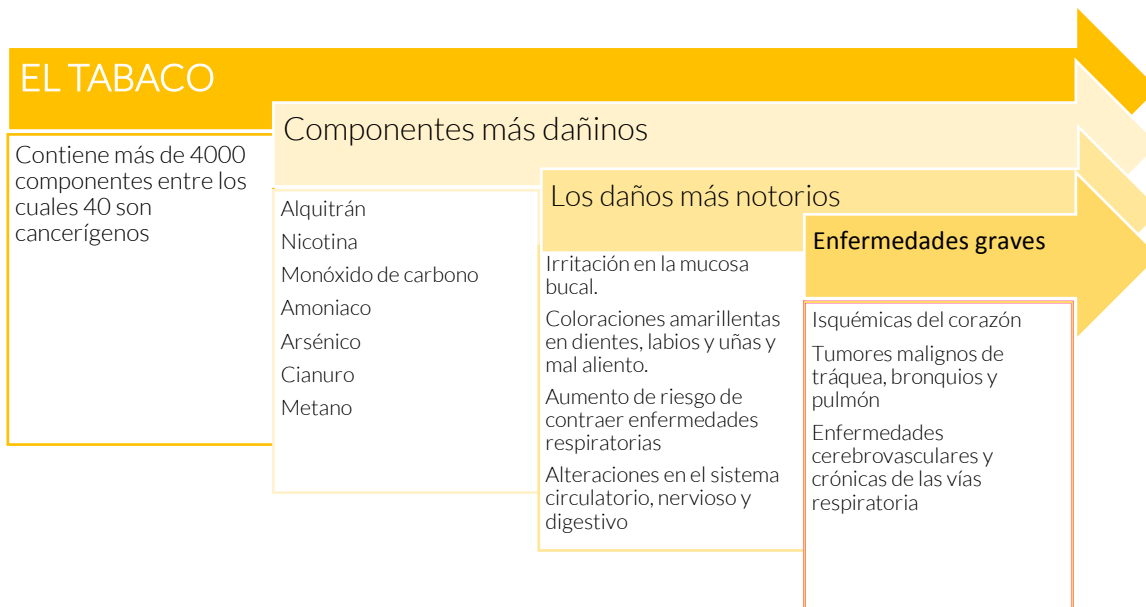 EL TABACO
Contiene más de 4000
componentes entre los
cuales 40 son
cancerígenos
Componentes más dañinos
Alquitrán
Nicotina
Monóxido de carbono
Amoniaco
Arsénico
Cianuro
Metano
Los daños más notorios
Irritación en la mucosa
bucal.
Coloraciones amarillentas
en dientes, labios y uñas y
mal aliento.
Aumento de riesgo de
contraer enfermedades
respiratorias
Alteraciones en el sistema
circulatorio, nervioso y
digestivo
Enfermedades graves
Isquémicas del corazón
Tumores malignos de
tráquea, bronquios y
pulmón
Enfermedades
cerebrovasculares y
crónicas de las vías
respiratoria